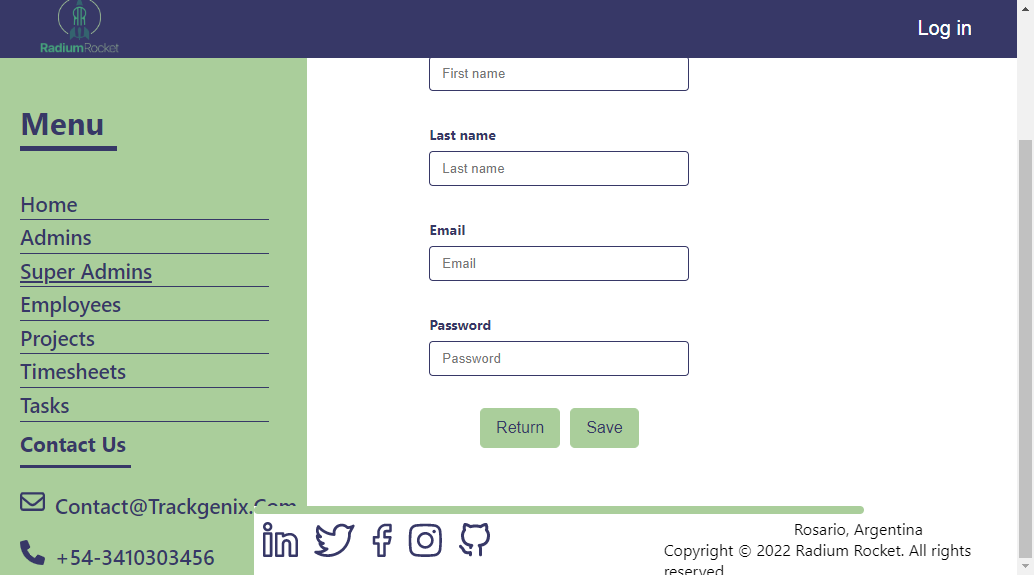 RadiumRocket
Log in
Menu
Home
Admins
Super Admins
Employees
Projects
Timesheets
Tasks
Contact Us
Contact@Trackgenix.Com
+54-3410303456
First name
Last name
Last name
Email
Email
Password
Password
Return Save
Rosario, Argentina
Copyright © 2022 Radium Rocket. All rights
reserved